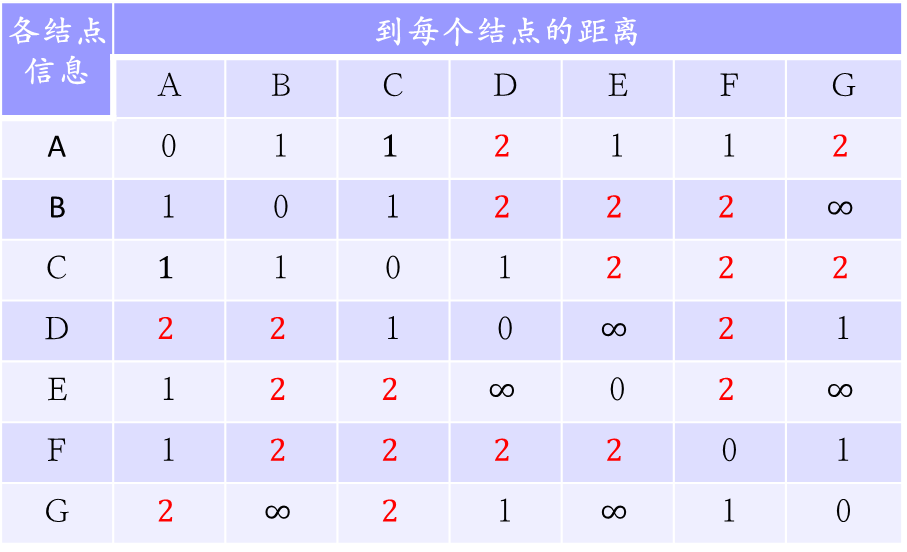 各结点信息 到每个结点的距离
A B C D E F G
A 0 1 1 2 1 1 2
B 1 0 1 2 2 2 ∞
C 1 1 0 1 2 2 2
D 2 2 1 0 ∞ 2 1
E 1 2 2 ∞ 0 2 ∞
F 1 2 2 2 2 0 1
G 2 ∞ 2 1 ∞ 1 0